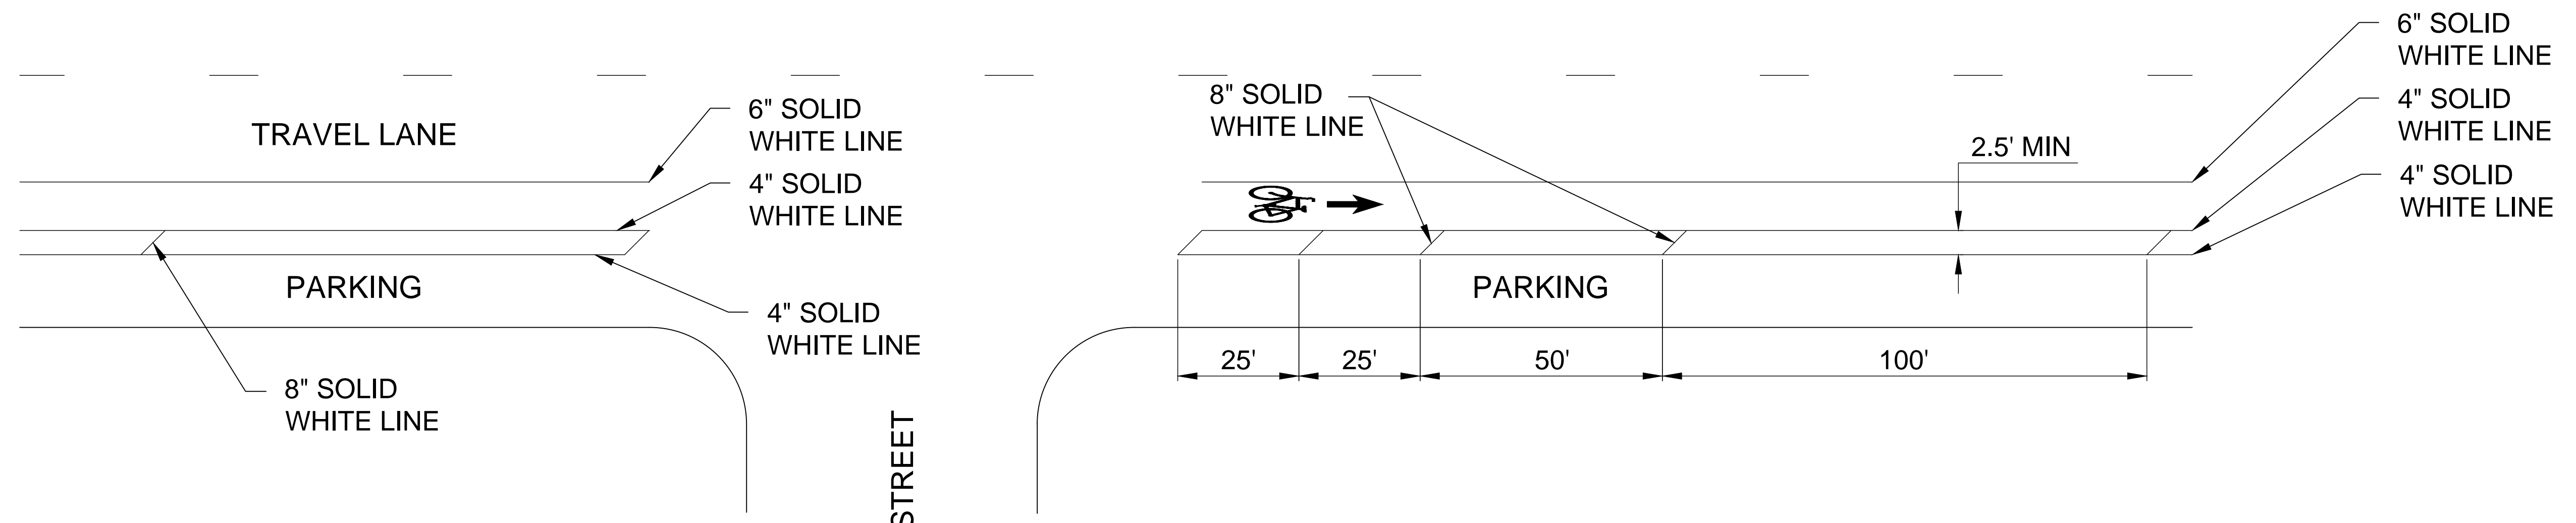 6" SOLID
WHITE LINE
8" SOLID
WHITE LINE
6" SOLID
WHITE LINE
4" SOLID
WHITE LINE
TRAVEL LANE
2.5' MIN
4" SOLID
WHITE LINE
4" SOLID
WHITE LINE
PARKING
PARKING
4" SOLID
WHITE LINE
25'
25'
50'
100'
8" SOLID
WHITE LINE
STREET